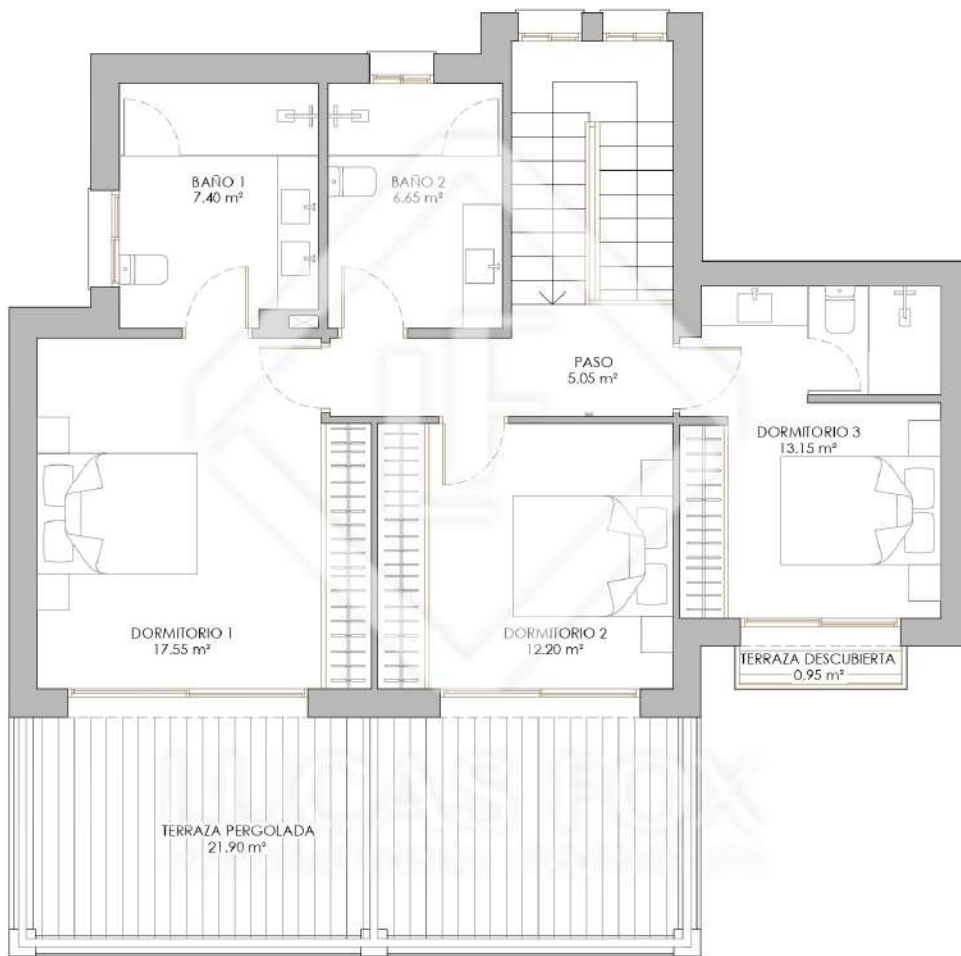 BAÑO 1
7.40 m²
BAÑO 2
6.65 m²
PASO
5.05 m²
DORMITORIO 3
13.15 m²
DORMITORIO 1
17.55 m²
DORMITORIO 2
12.20 m²
TERRAZA DESCUBIERTA
0.95 m²
TERRAZA PERGOLADA
21.90 m²
LUCAS FOX